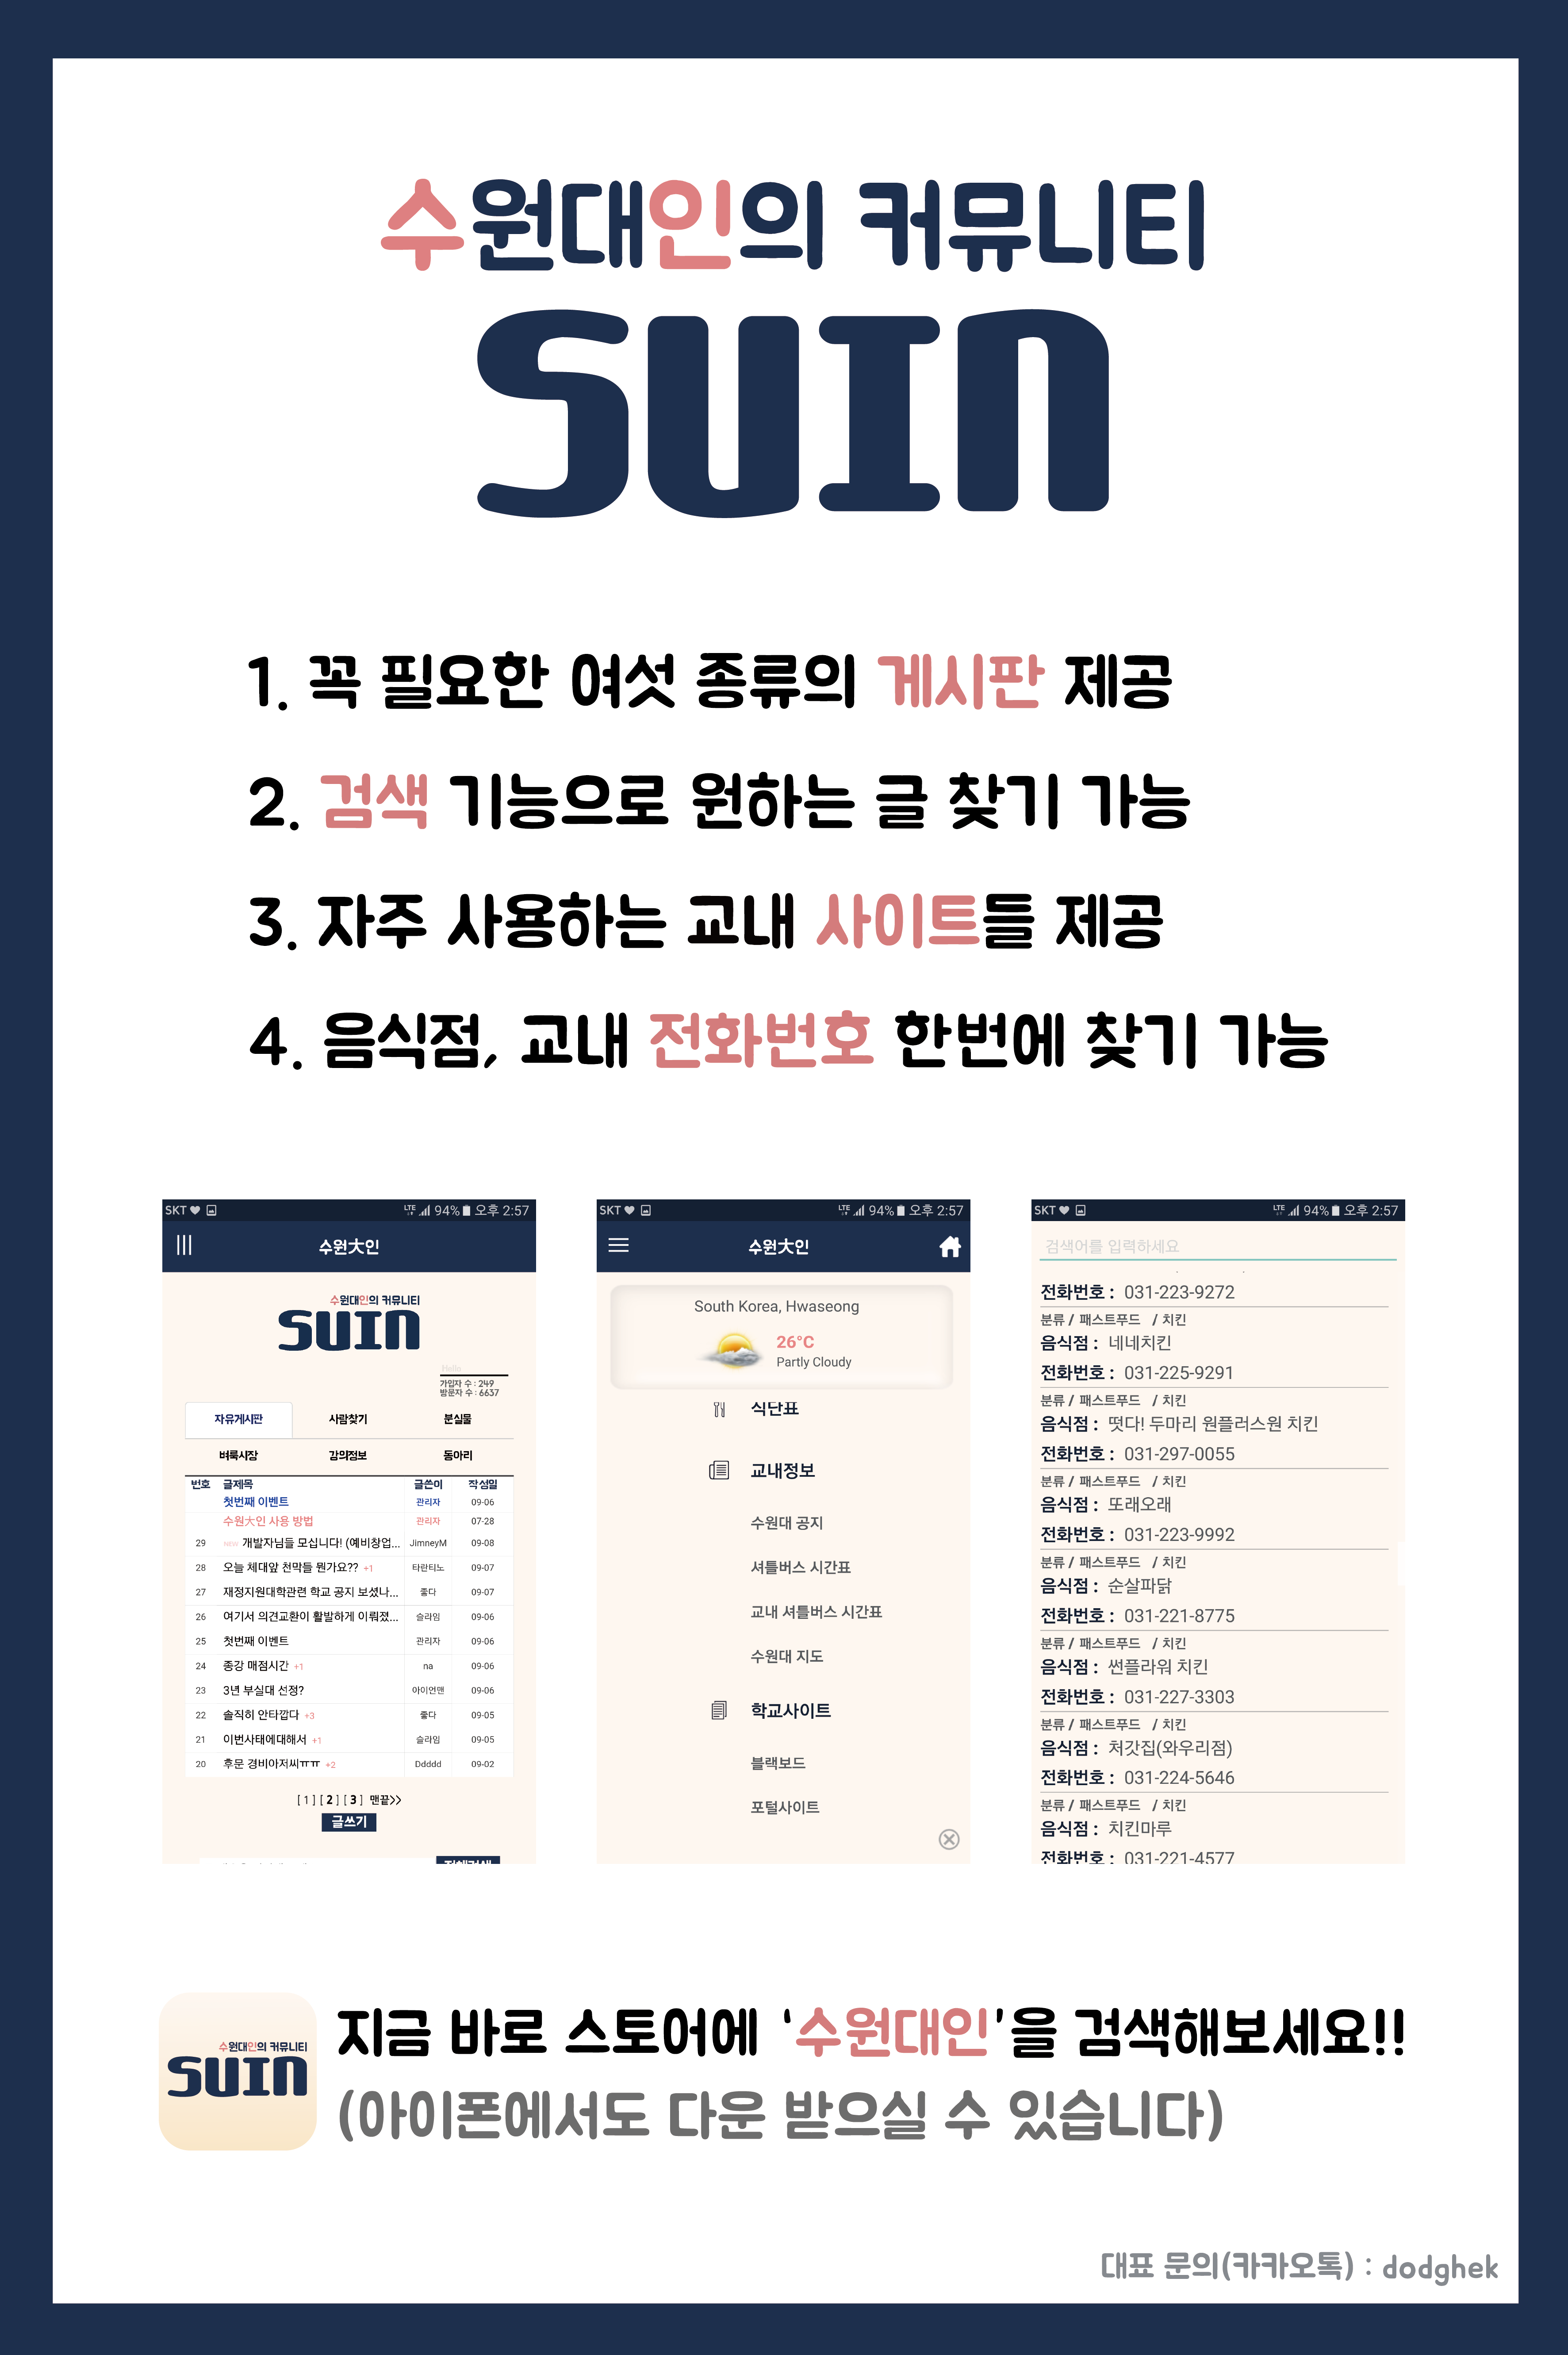 수원대인의 커뮤니티
SUIN
1. 꼭 필요한 여섯 종류의 게시판 제공
2. 검색 기능으로 원하는 글 찾기 가능
3. 자주 사용하는 교내 사이트들 제공
4. 음식점, 교내 전화번호 한번에 찾기 가능
SKT LTE 94% 오후 2:57
수원大인
수원대인의 커뮤니티
SUIN
Hello
가입자 수 : 249
방문자 수 : 6637
자유게시판 사람찾기 분실물
벼룩시장 강의정보 동아리
번호 글제목 글쓴이 작성일
첫번째 이벤트 관리자 09-06
수원大인 사용 방법 관리자 07-28
29 NEW 개발자님들 모십니다! (예비창업... JimneyM 09-08
28 오늘 체대앞 천막들 뭔가요?? +1 타란티노 09-07
27 재정지원대학관련 학교 공지 보셨나... 좋다 09-07
26 여기서 의견교환이 활발하게 이뤄졌... 슬라임 09-06
25 첫번째 이벤트 관리자 09-06
24 종강 매점시간 +1 na 09-06
23 3년 부실대 선정? 아이언맨 09-06
22 솔직히 안타깝다 +3 좋다 09-05
21 이번사태에대해서 +1 슬라임 09-05
20 후문 경비아저씨ㅠㅠ +2 Ddddd 09-02
[ 1 ] [ 2 ] [ 3 ] 맨끝>>
글쓰기
SKT LTE 94% 오후 2:57
수원大인
South Korea, Hwaseong
26°C
Partly Cloudy
식단표
교내정보
수원대 공지
셔틀버스 시간표
교내 셔틀버스 시간표
수원대 지도
학교사이트
블랙보드
포털사이트
SKT LTE 94% 오후 2:57
검색어를 입력하세요
전화번호 : 031-223-9272
분류 / 패스트푸드 / 치킨
음식점 : 네네치킨
전화번호 : 031-225-9291
분류 / 패스트푸드 / 치킨
음식점 : 떳다! 두마리 원플러스원 치킨
전화번호 : 031-297-0055
분류 / 패스트푸드 / 치킨
음식점 : 또래오래
전화번호 : 031-223-9992
분류 / 패스트푸드 / 치킨
음식점 : 순살파닭
전화번호 : 031-221-8775
분류 / 패스트푸드 / 치킨
음식점 : 썬플라워 치킨
전화번호 : 031-227-3303
분류 / 패스트푸드 / 치킨
음식점 : 처갓집(와우리점)
전화번호 : 031-224-5646
분류 / 패스트푸드 / 치킨
음식점 : 치킨마루
전화번호 : 031-221-4577
수원대인의 커뮤니티
SUIN
지금 바로 스토어에 ‘수원대인’을 검색해보세요!!
(아이폰에서도 다운 받으실 수 있습니다)
대표 문의(카카오톡) : dodghek